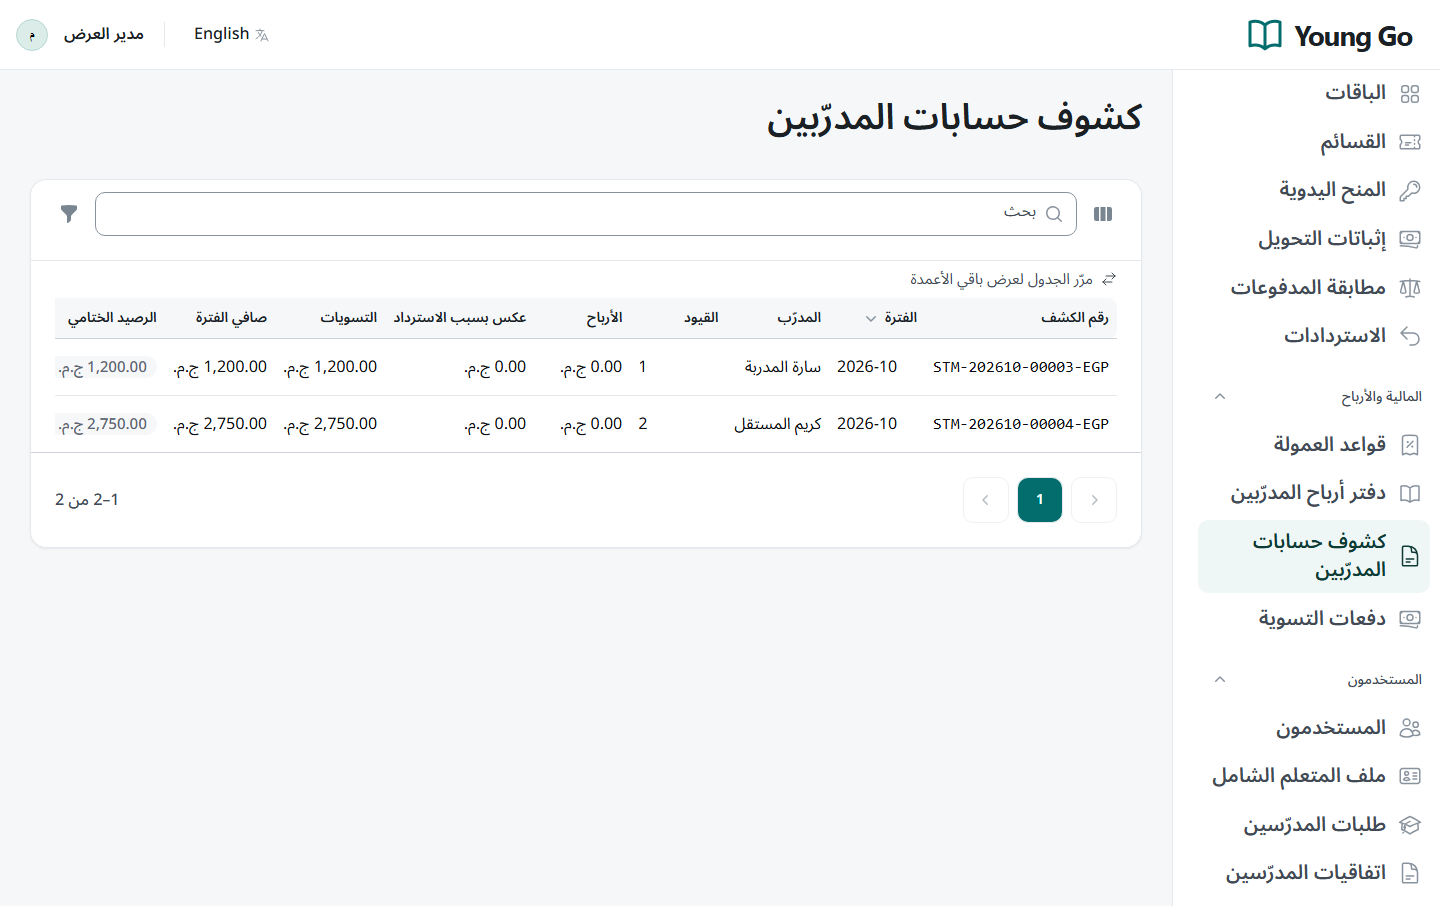 Young Go
English
مدير العرض
م
الباقات
القسائم
المنح اليدوية
إثباتات التحويل
مطابقة المدفوعات
الاستردادات
المالية والأرباح
قواعد العمولة
دفتر أرباح المدرّبين
كشوف حسابات
المدرّبين
دفعات التسوية
المستخدمون
المستخدمون
ملف المتعلم الشامل
طلبات المدرّسين
اتفاقيات المدرّسين
كشوف حسابات المدرّبين
بحث
مرّر الجدول لعرض باقي الأعمدة
رقم الكشف الفترة المدرّب القيود الأرباح عكس بسبب الاسترداد التسويات صافي الفترة الرصيد الختامي
STM-202610-00003-EGP 2026-10 سارة المدربة 1 0.00 ج.م. 0.00 ج.م. 1,200.00 ج.م. 1,200.00 ج.م. 1,200.00 ج.م.
STM-202610-00004-EGP 2026-10 كريم المستقل 2 0.00 ج.م. 0.00 ج.م. 2,750.00 ج.م. 2,750.00 ج.م. 2,750.00 ج.م.
1
1–2 من 2